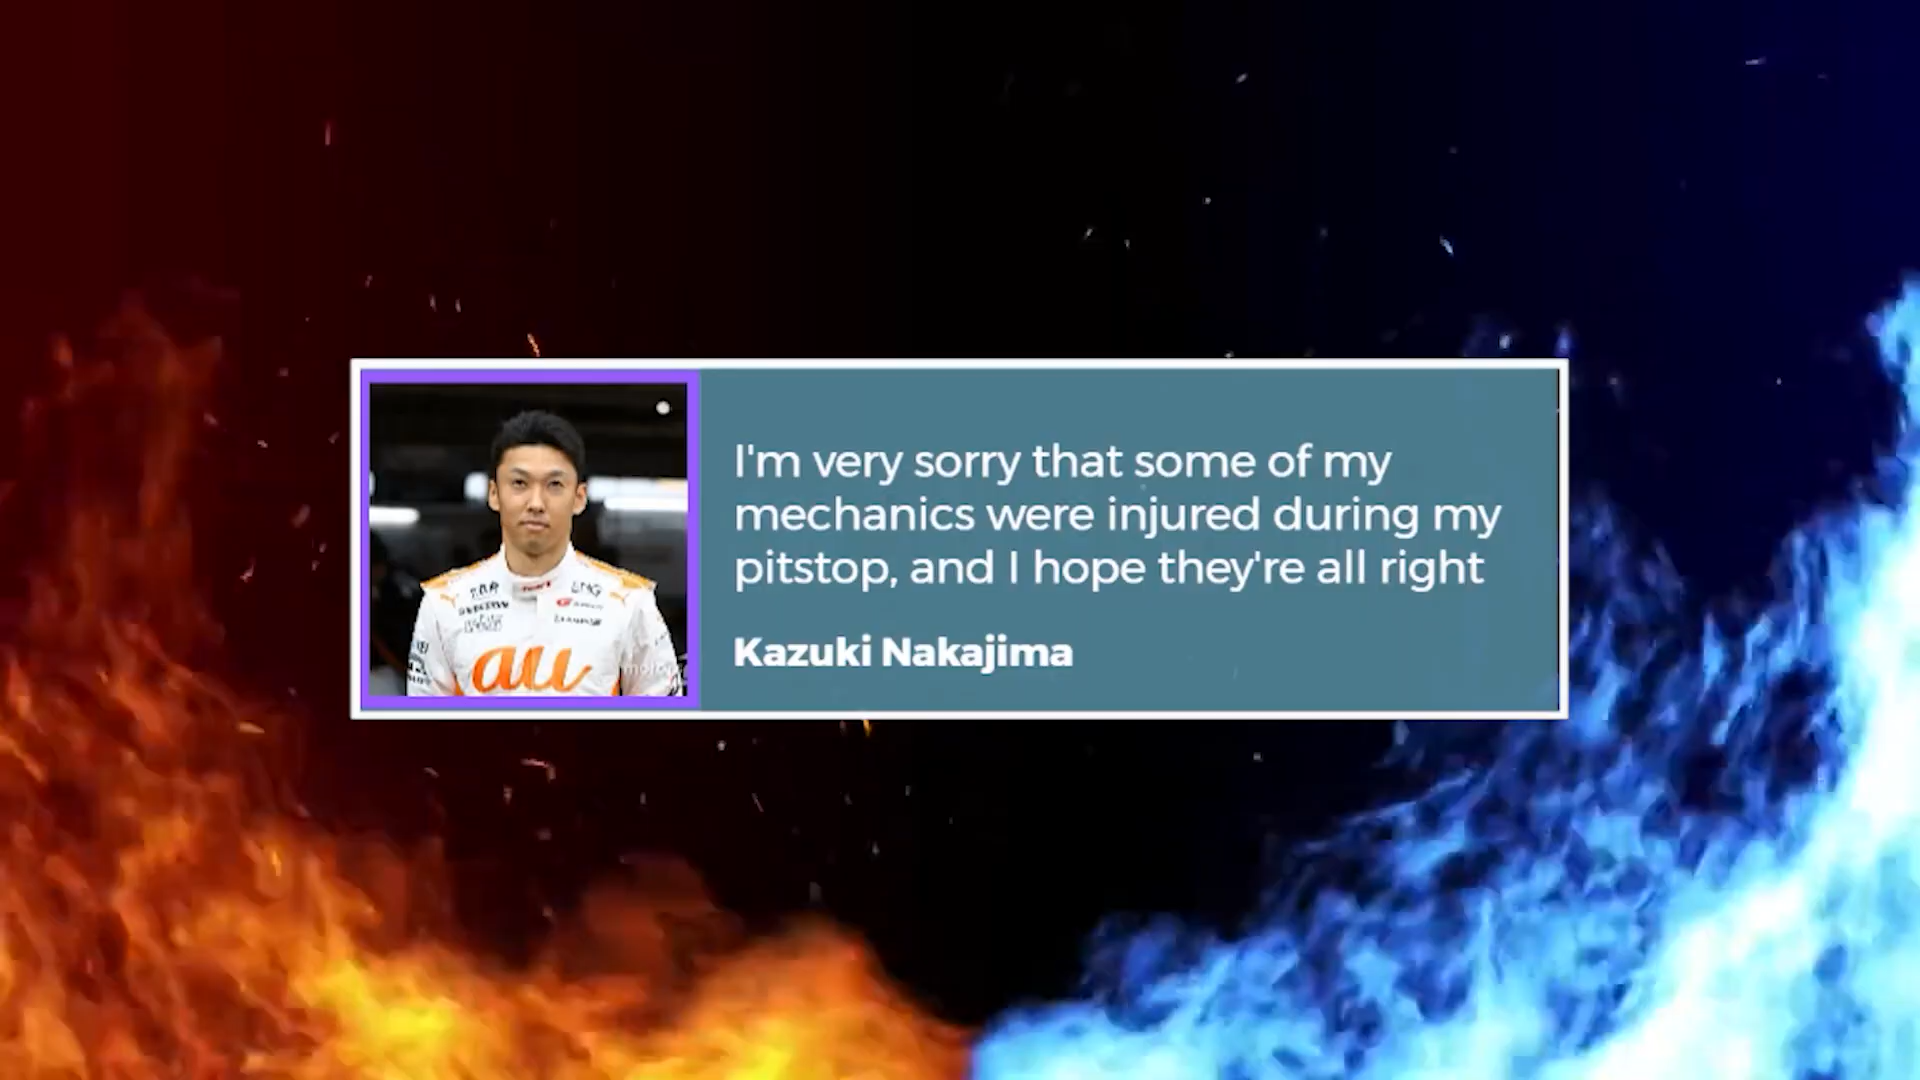 I'm very sorry that some of my
mechanics were injured during my
pitstop, and I hope they're all right
Kazuki Nakajima
au